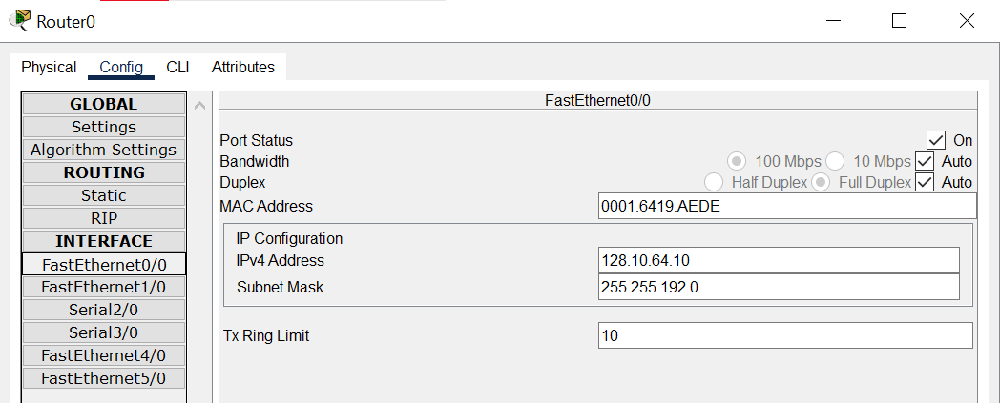 Router0
Physical Config CLI Attributes
GLOBAL
Settings
Algorithm Settings
ROUTING
Static
RIP
INTERFACE
FastEthernet0/0
FastEthernet1/0
Serial2/0
Serial3/0
FastEthernet4/0
FastEthernet5/0
FastEthernet0/0
Port Status On
Bandwidth 100 Mbps 10 Mbps Auto
Duplex Half Duplex Full Duplex Auto
MAC Address 0001.6419.AEDE
IP Configuration
IPv4 Address 128.10.64.10
Subnet Mask 255.255.192.0
Tx Ring Limit 10